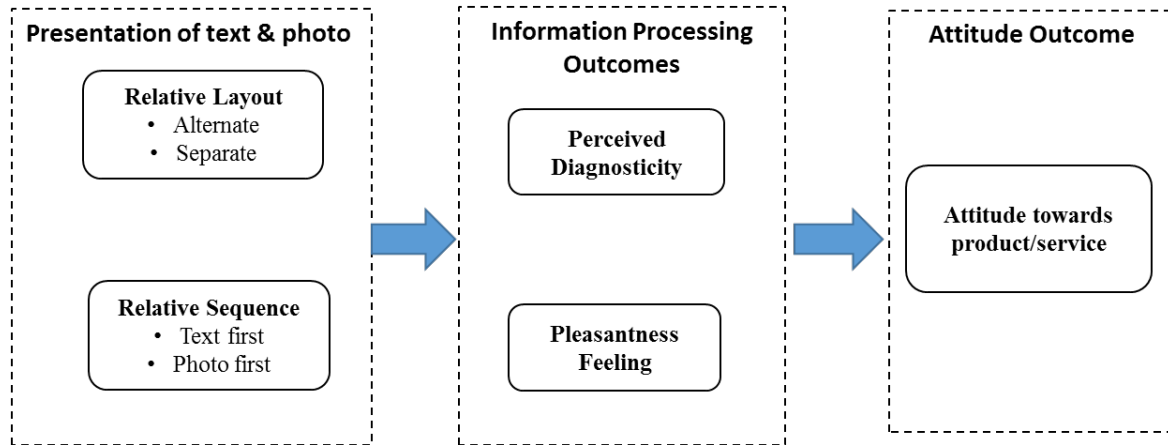 Presentation of text & photo
Relative Layout
• Alternate
• Separate
Relative Sequence
• Text first
• Photo first
Information Processing
Outcomes
Perceived
Diagnosticity
Pleasantness
Feeling
Attitude Outcome
Attitude towards
product/service